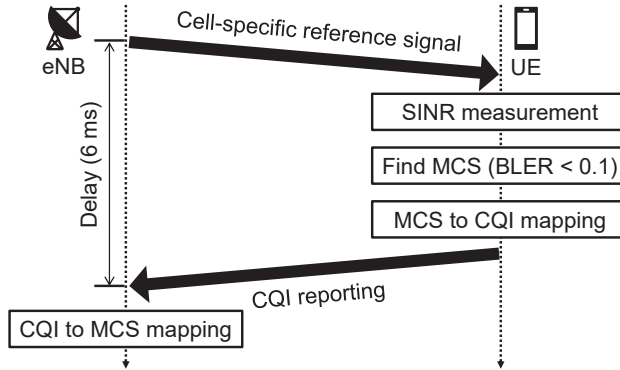 Cell-specific reference signal
eNB
UE
SINR measurement
Delay (6 ms)
Find MCS (BLER < 0.1)
MCS to CQI mapping
CQI reporting
CQI to MCS mapping